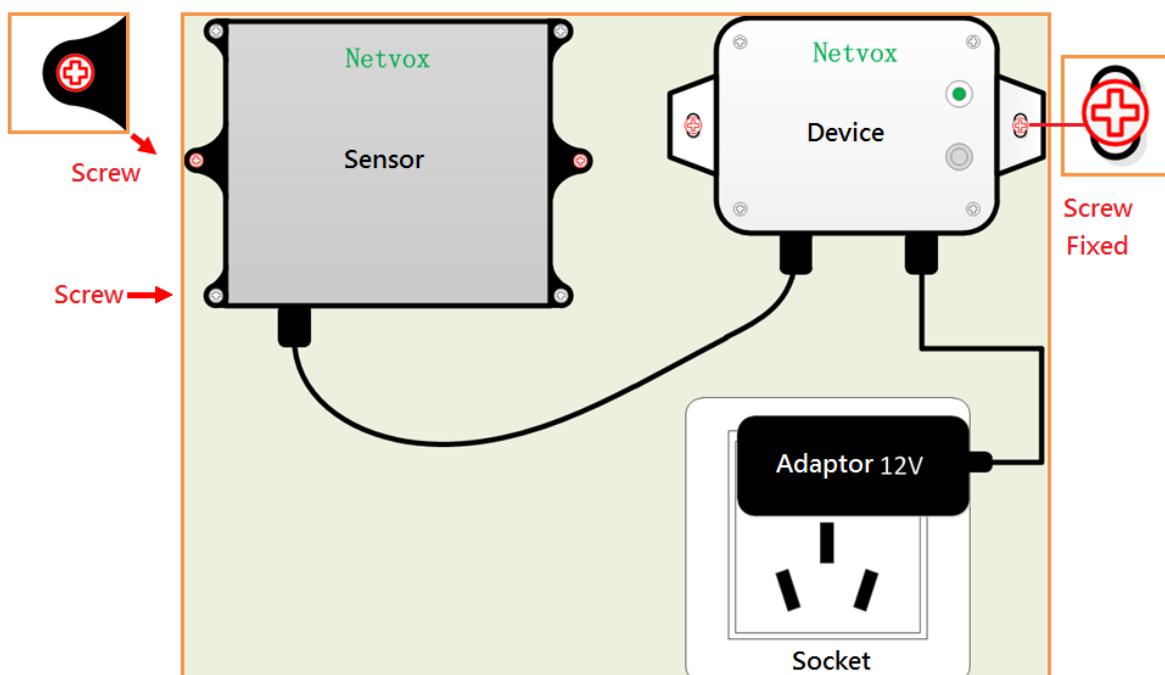 Netvox
Sensor
Netvox
Device
Screw
Screw
Screw
Fixed
Adaptor 12V
Socket